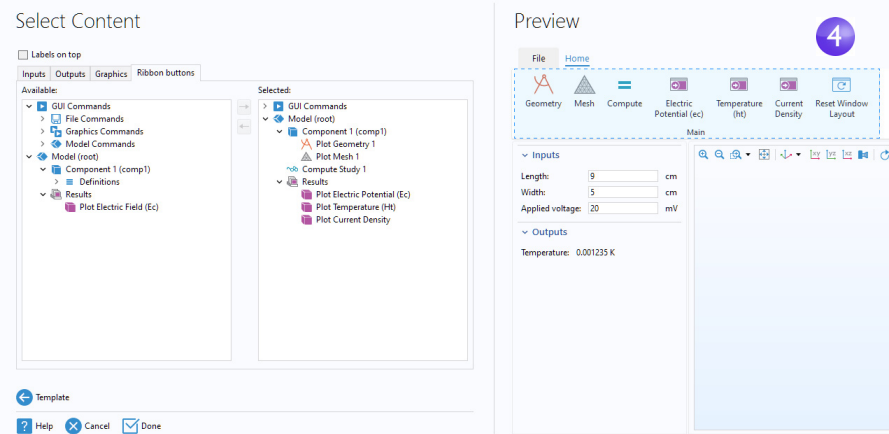 Select Content
Labels on top
Inputs Outputs Graphics Ribbon buttons
Available:
GUI Commands
File Commands
Graphics Commands
Model Commands
Model (root)
Component 1 (comp1)
Definitions
Results
Plot Electric Field (Ec)
Selected:
GUI Commands
Model (root)
Component 1 (comp1)
Plot Geometry 1
Plot Mesh 1
Compute Study 1
Results
Plot Electric Potential (Ec)
Plot Temperature (Ht)
Plot Current Density
Template
Help Cancel Done
Preview
4
File Home
Geometry Mesh Compute Electric Potential (ec) Temperature (ht) Current Density Reset Window Layout
Main
Inputs
Length: 9 cm
Width: 5 cm
Applied voltage: 20 mV
Outputs
Temperature: 0.001235 K
xy yz xz